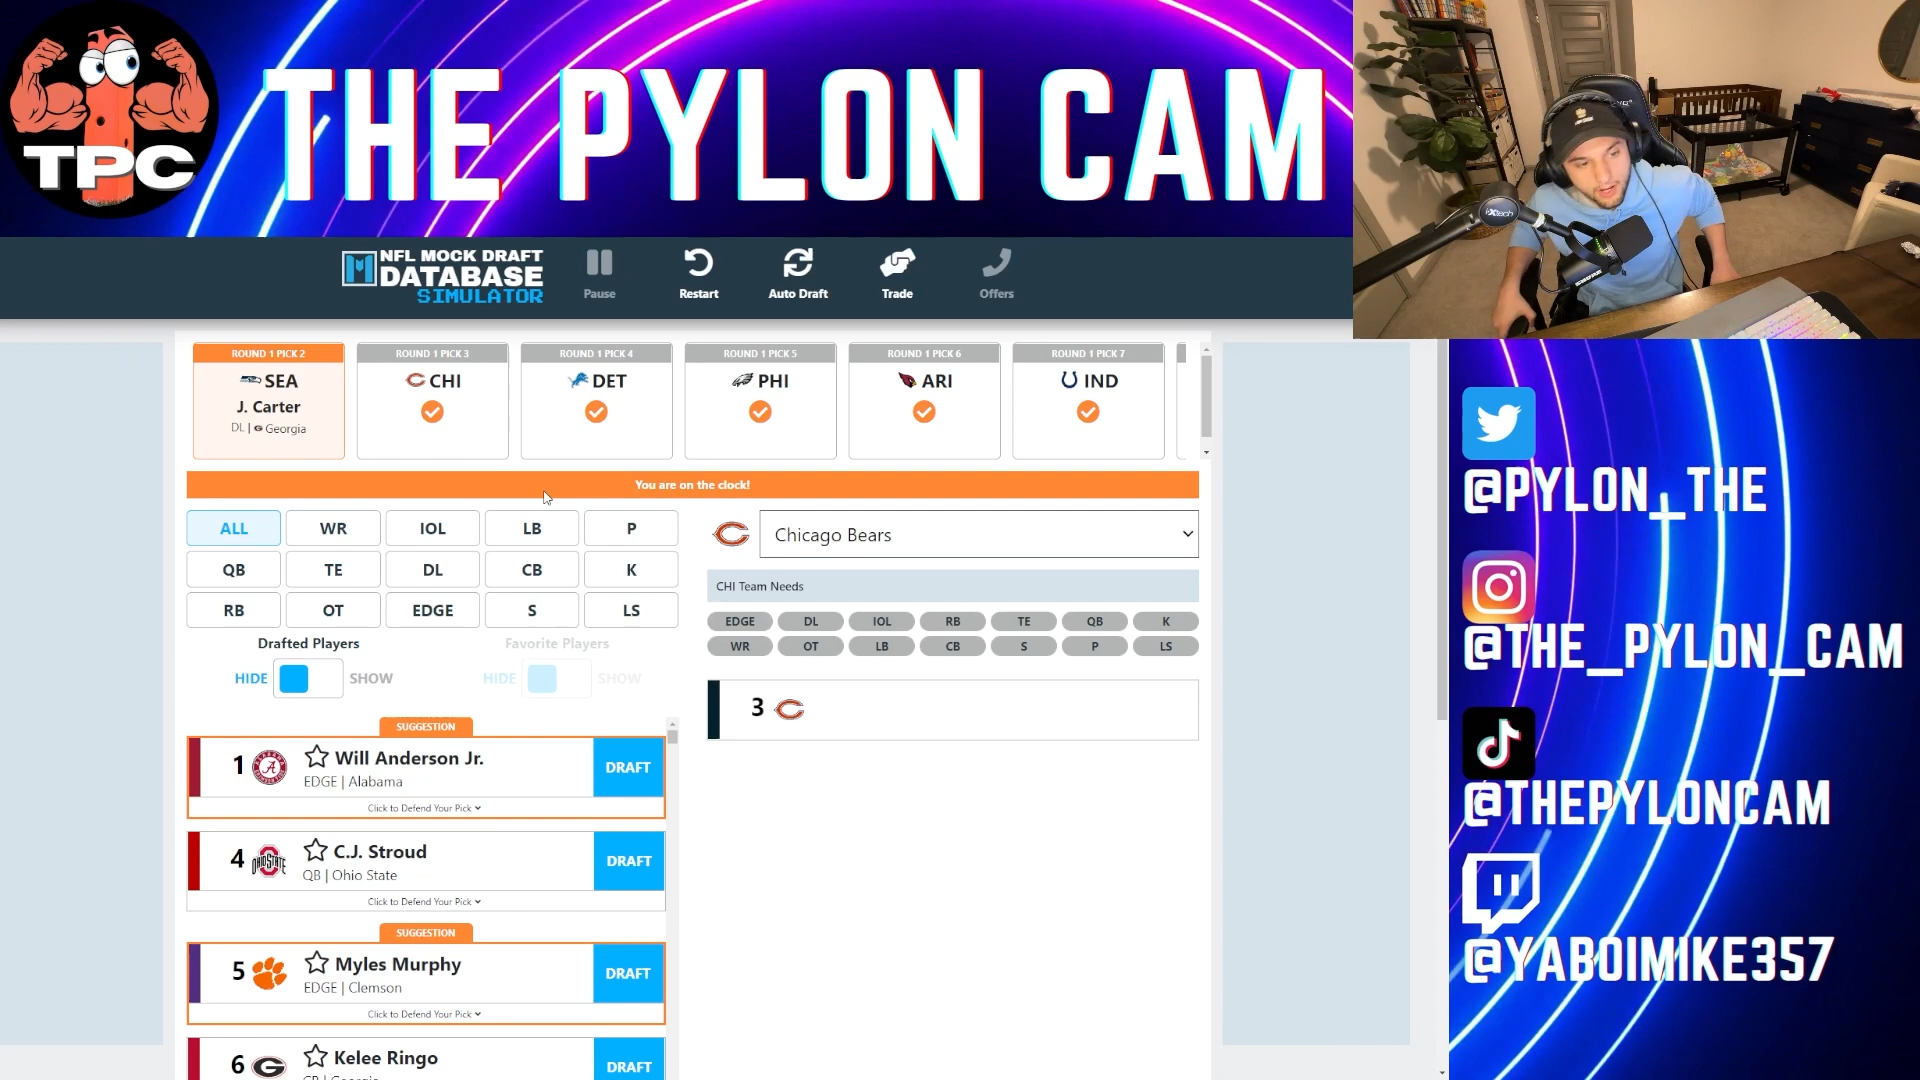 TPC
THE PYLON CAM
NFL MOCK DRAFT
DATABASE
SIMULATOR
Pause
Restart
Auto Draft
Trade
Offers
ROUND 1 PICK 2
SEA
J. Carter
DL | Georgia
ROUND 1 PICK 3
CHI
ROUND 1 PICK 4
DET
ROUND 1 PICK 5
PHI
ROUND 1 PICK 6
ARI
ROUND 1 PICK 7
IND
You are on the clock!
ALL
WR
IOL
LB
P
QB
TE
DL
CB
K
RB
OT
EDGE
S
LS
Drafted Players
HIDE
SHOW
Favorite Players
HIDE
SHOW
Chicago Bears
CHI Team Needs
EDGE
DL
IOL
RB
TE
QB
K
WR
OT
LB
CB
S
P
LS
3
SUGGESTION
1
Will Anderson Jr.
EDGE | Alabama
DRAFT
Click to Defend Your Pick
4
OHIO STATE
C.J. Stroud
QB | Ohio State
DRAFT
Click to Defend Your Pick
SUGGESTION
5
Myles Murphy
EDGE | Clemson
DRAFT
Click to Defend Your Pick
6
Kelee Ringo
DRAFT
@PYLON_THE
@THE_PYLON_CAM
@THEPYLONCAM
@YABOIMIKE357